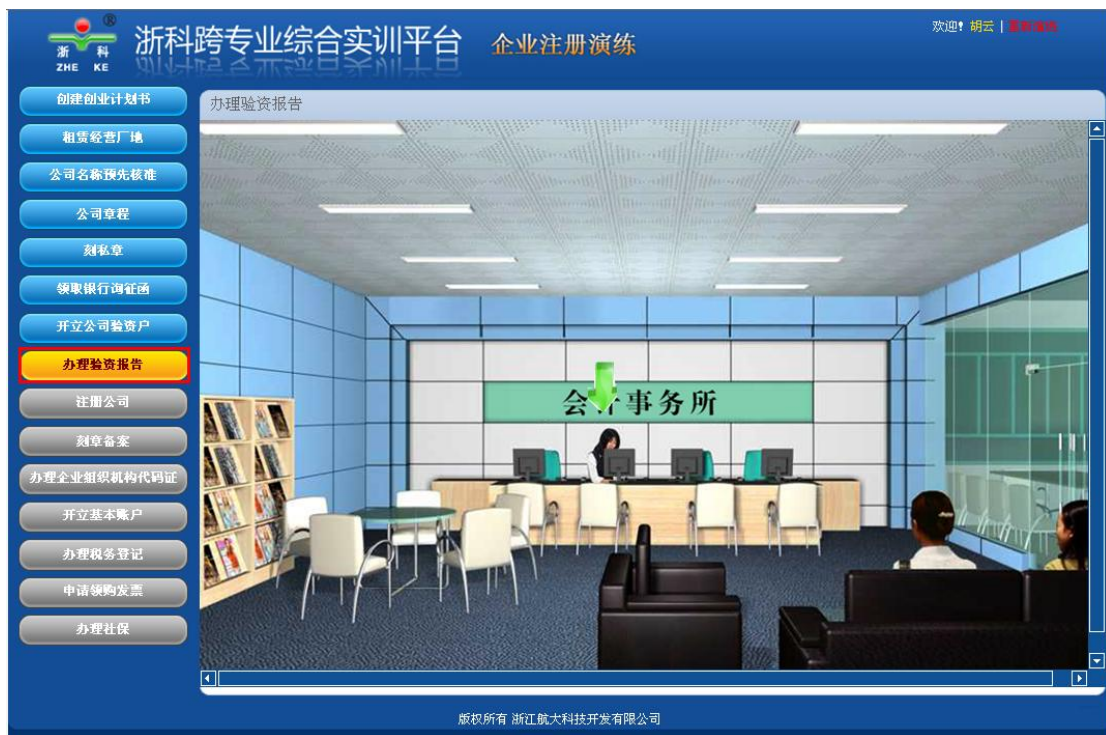 浙科
ZHE KE
®
浙科跨专业综合实训平台
企业注册演练
欢迎! 胡云 | 重新演练
创建创业计划书
办理验资报告
租赁经营厂地
公司名称预先核准
公司章程
刻私章
领取银行询征函
开立公司验资户
办理验资报告
注册公司
刻章备案
办理企业组织机构代码证
开立基本账户
办理税务登记
申请领购发票
办理社保
会计事务所
版权所有 浙江航大科技开发有限公司